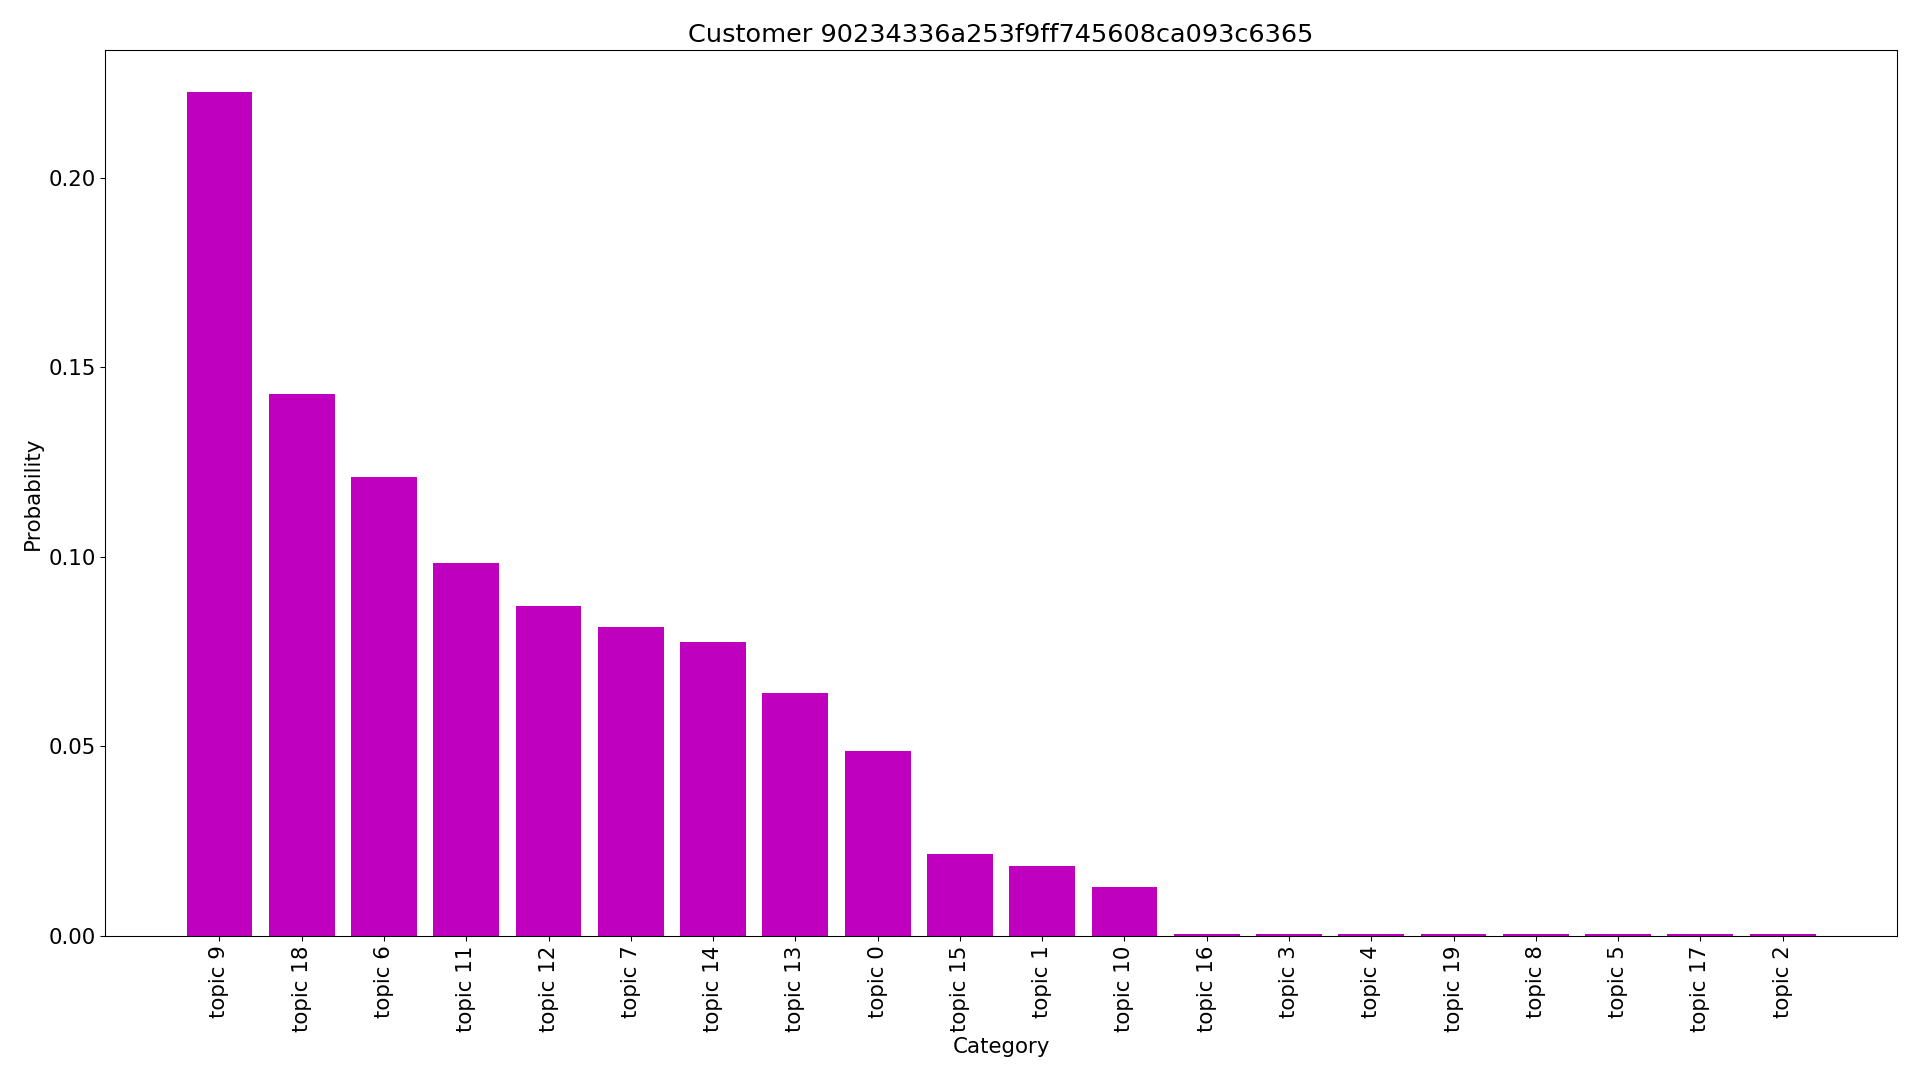 Customer 90234336a253f9ff745608ca093c6365
Probability
0.20
0.15
0.10
0.05
0.00
topic 9
topic 18
topic 6
topic 11
topic 12
topic 7
topic 14
topic 13
topic 0
topic 15
topic 1
topic 10
topic 16
topic 3
topic 4
topic 19
topic 8
topic 5
topic 17
topic 2
Category